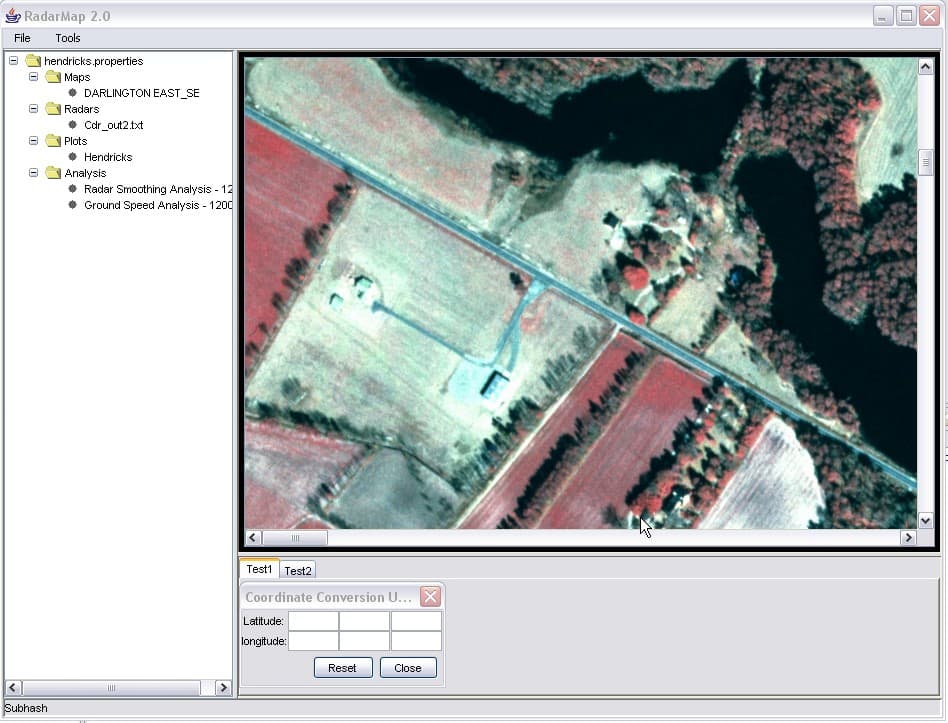 RadarMap 2.0
File Tools
hendricks.properties
Maps
DARLINGTON EAST_SE
Radars
Cdr_out2.txt
Plots
Hendricks
Analysis
Radar Smoothing Analysis - 12
Ground Speed Analysis - 1200
Test1 Test2
Coordinate Conversion U...
Latitude:
longitude:
Reset Close
Subhash